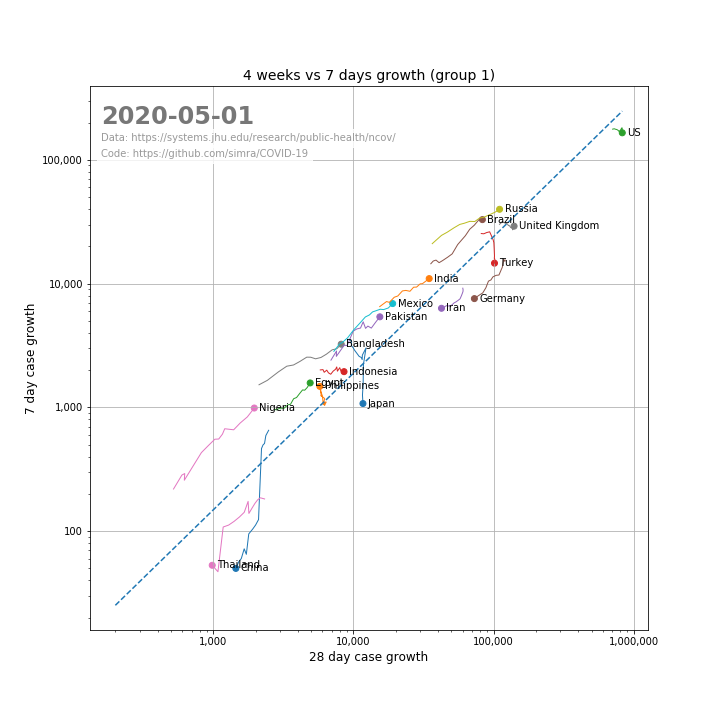 4 weeks vs 7 days growth (group 1)
2020-05-01
Data: https://systems.jhu.edu/research/public-health/ncov/
Code: https://github.com/simra/COVID-19
7 day case growth
100,000
10,000
1,000
100
US
Russia
Brazil
United Kingdom
Turkey
India
Germany
Mexico
Iran
Pakistan
Bangladesh
Indonesia
Egypt
Philippines
Nigeria
Japan
Thailand
China
1,000
10,000
100,000
1,000,000
28 day case growth